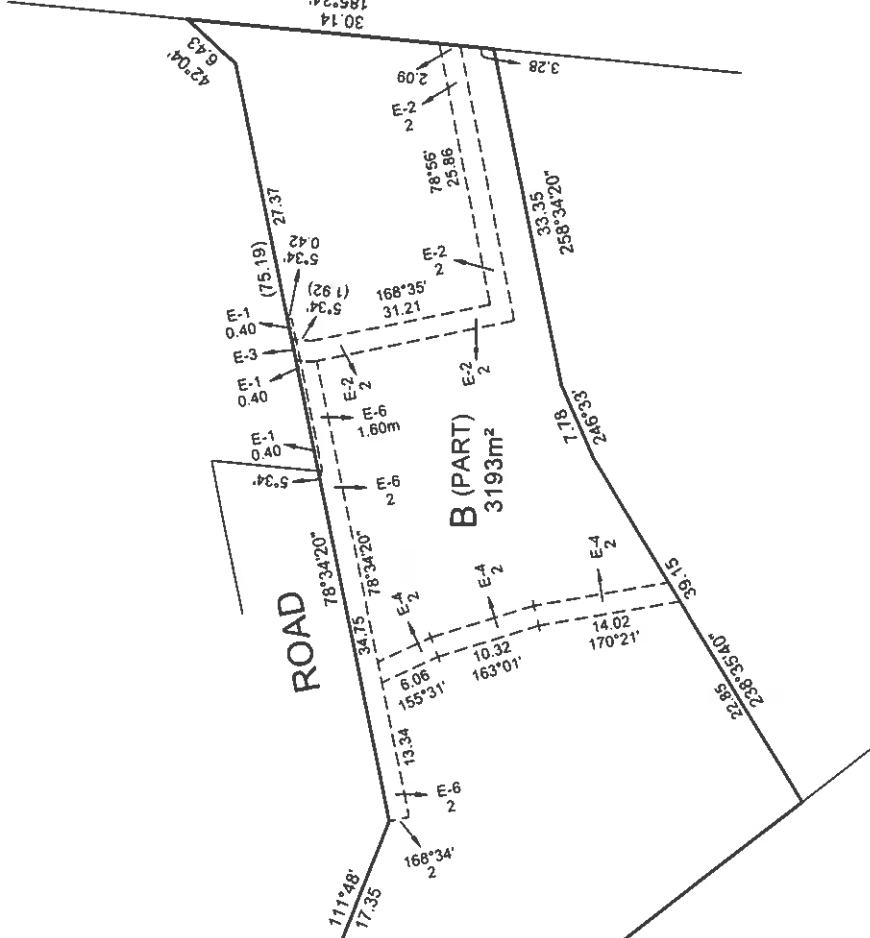 185°24'
30.14
6.43
42°04'
2.09
3.28
E-2
2
78°56'
25.86
27.37
(75.19)
33.35
258°34'20"
0.42
5°34'
E-2
2
(1.92)
5°34'
168°35'
31.21
E-1
0.40
E-3
E-1
0.40
E-2
2
E-2
2
E-6
1.60m
7.78
246°33'
E-1
0.40
B (PART)
3193m²
5°34'
E-6
2
78°34'20"
78°34'20"
ROAD
34.75
E-4
2
E-4
2
E-4
2
39.15
6.06
155°31'
10.32
163°01'
14.02
170°21'
22.85
238°35'40"
13.34
E-6
2
168°34'
2
111°48'
17.35